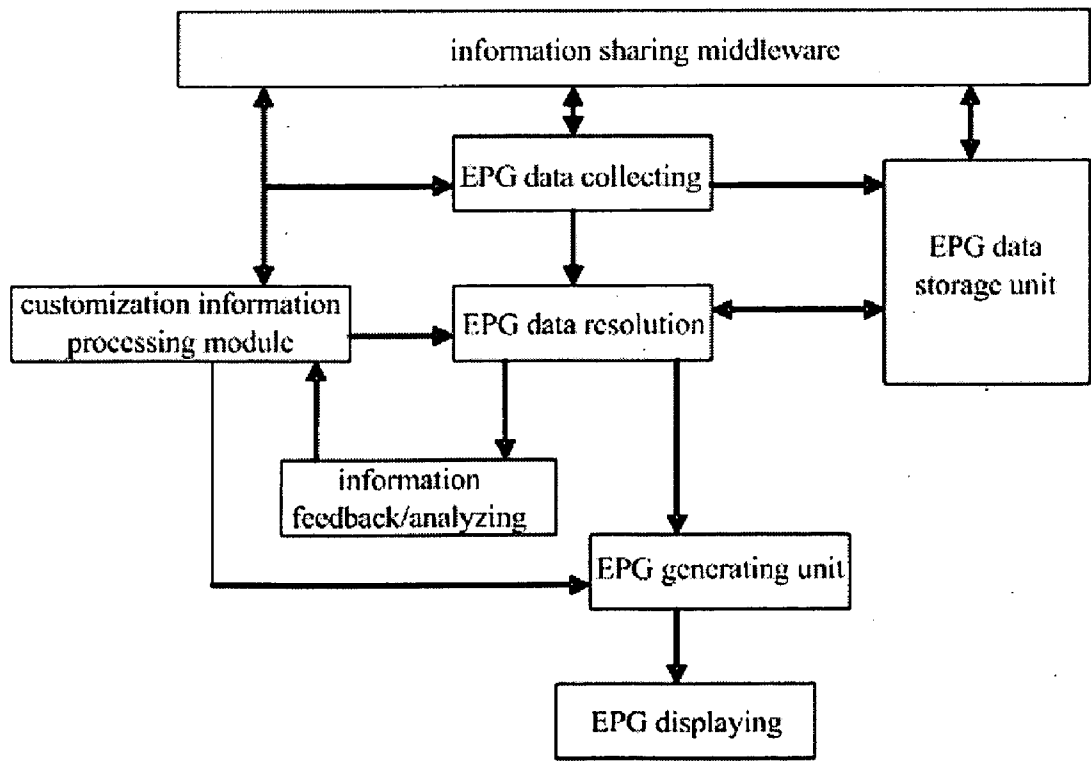 information sharing middleware
EPG data collecting
EPG data
storage unit
customization information
processing module
EPG data resolution
information
feedback/analyzing
EPG generating unit
EPG displaying